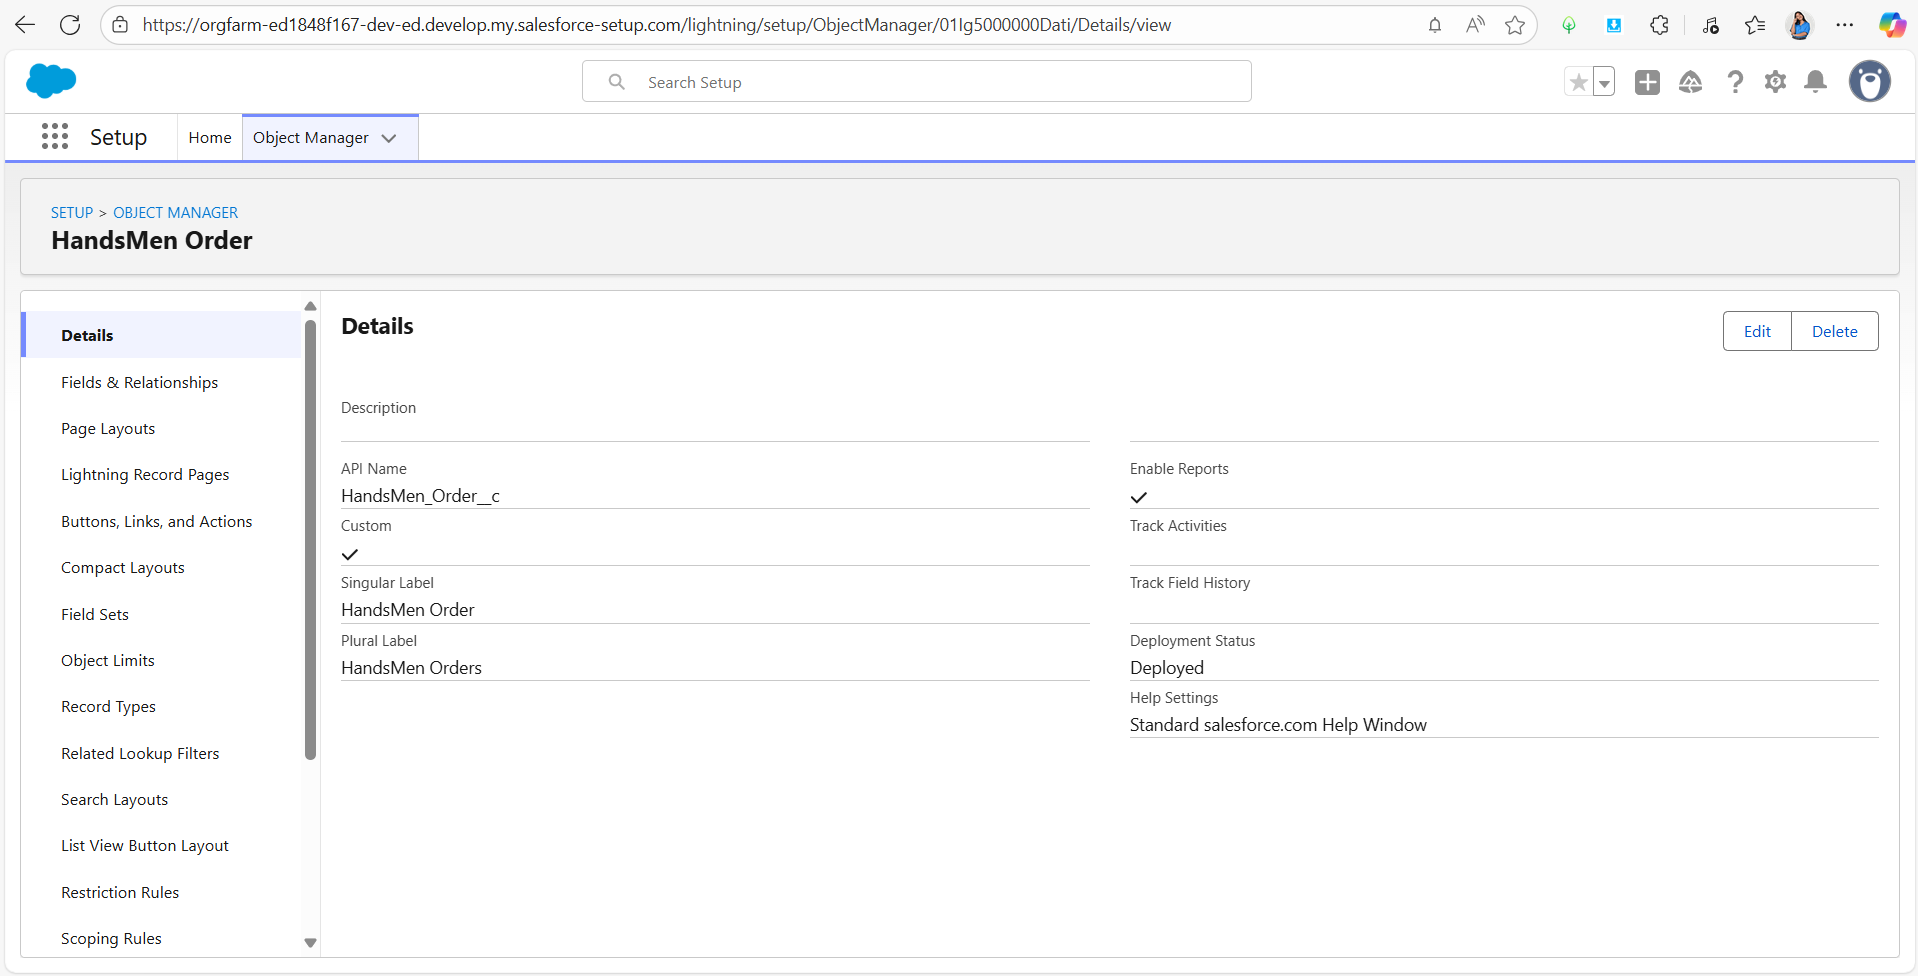 https://orgfarm-ed1848f167-dev-ed.develop.my.salesforce-setup.com/lightning/setup/ObjectManager/01Ig5000000Dati/Details/view
Search Setup
Setup
Home
Object Manager
SETUP > OBJECT MANAGER
HandsMen Order
Details
Fields & Relationships
Page Layouts
Lightning Record Pages
Buttons, Links, and Actions
Compact Layouts
Field Sets
Object Limits
Record Types
Related Lookup Filters
Search Layouts
List View Button Layout
Restriction Rules
Scoping Rules
Details
Edit
Delete
Description
API Name
HandsMen_Order__c
Custom
Singular Label
HandsMen Order
Plural Label
HandsMen Orders
Enable Reports
Track Activities
Track Field History
Deployment Status
Deployed
Help Settings
Standard salesforce.com Help Window